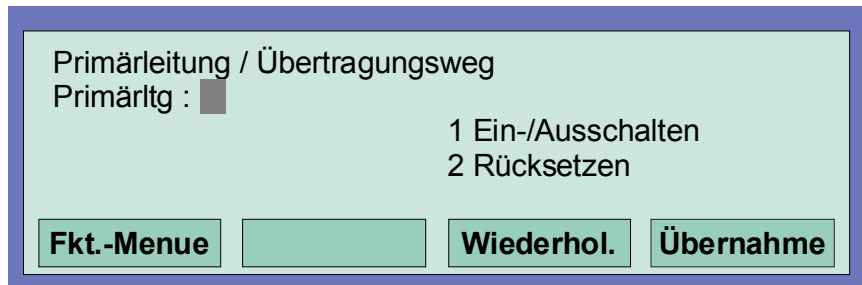 Primärleitung / Übertragungsweg
Primärltg :
1 Ein-/Ausschalten
2 Rücksetzen
Fkt.-Menue Wiederhol. Übernahme